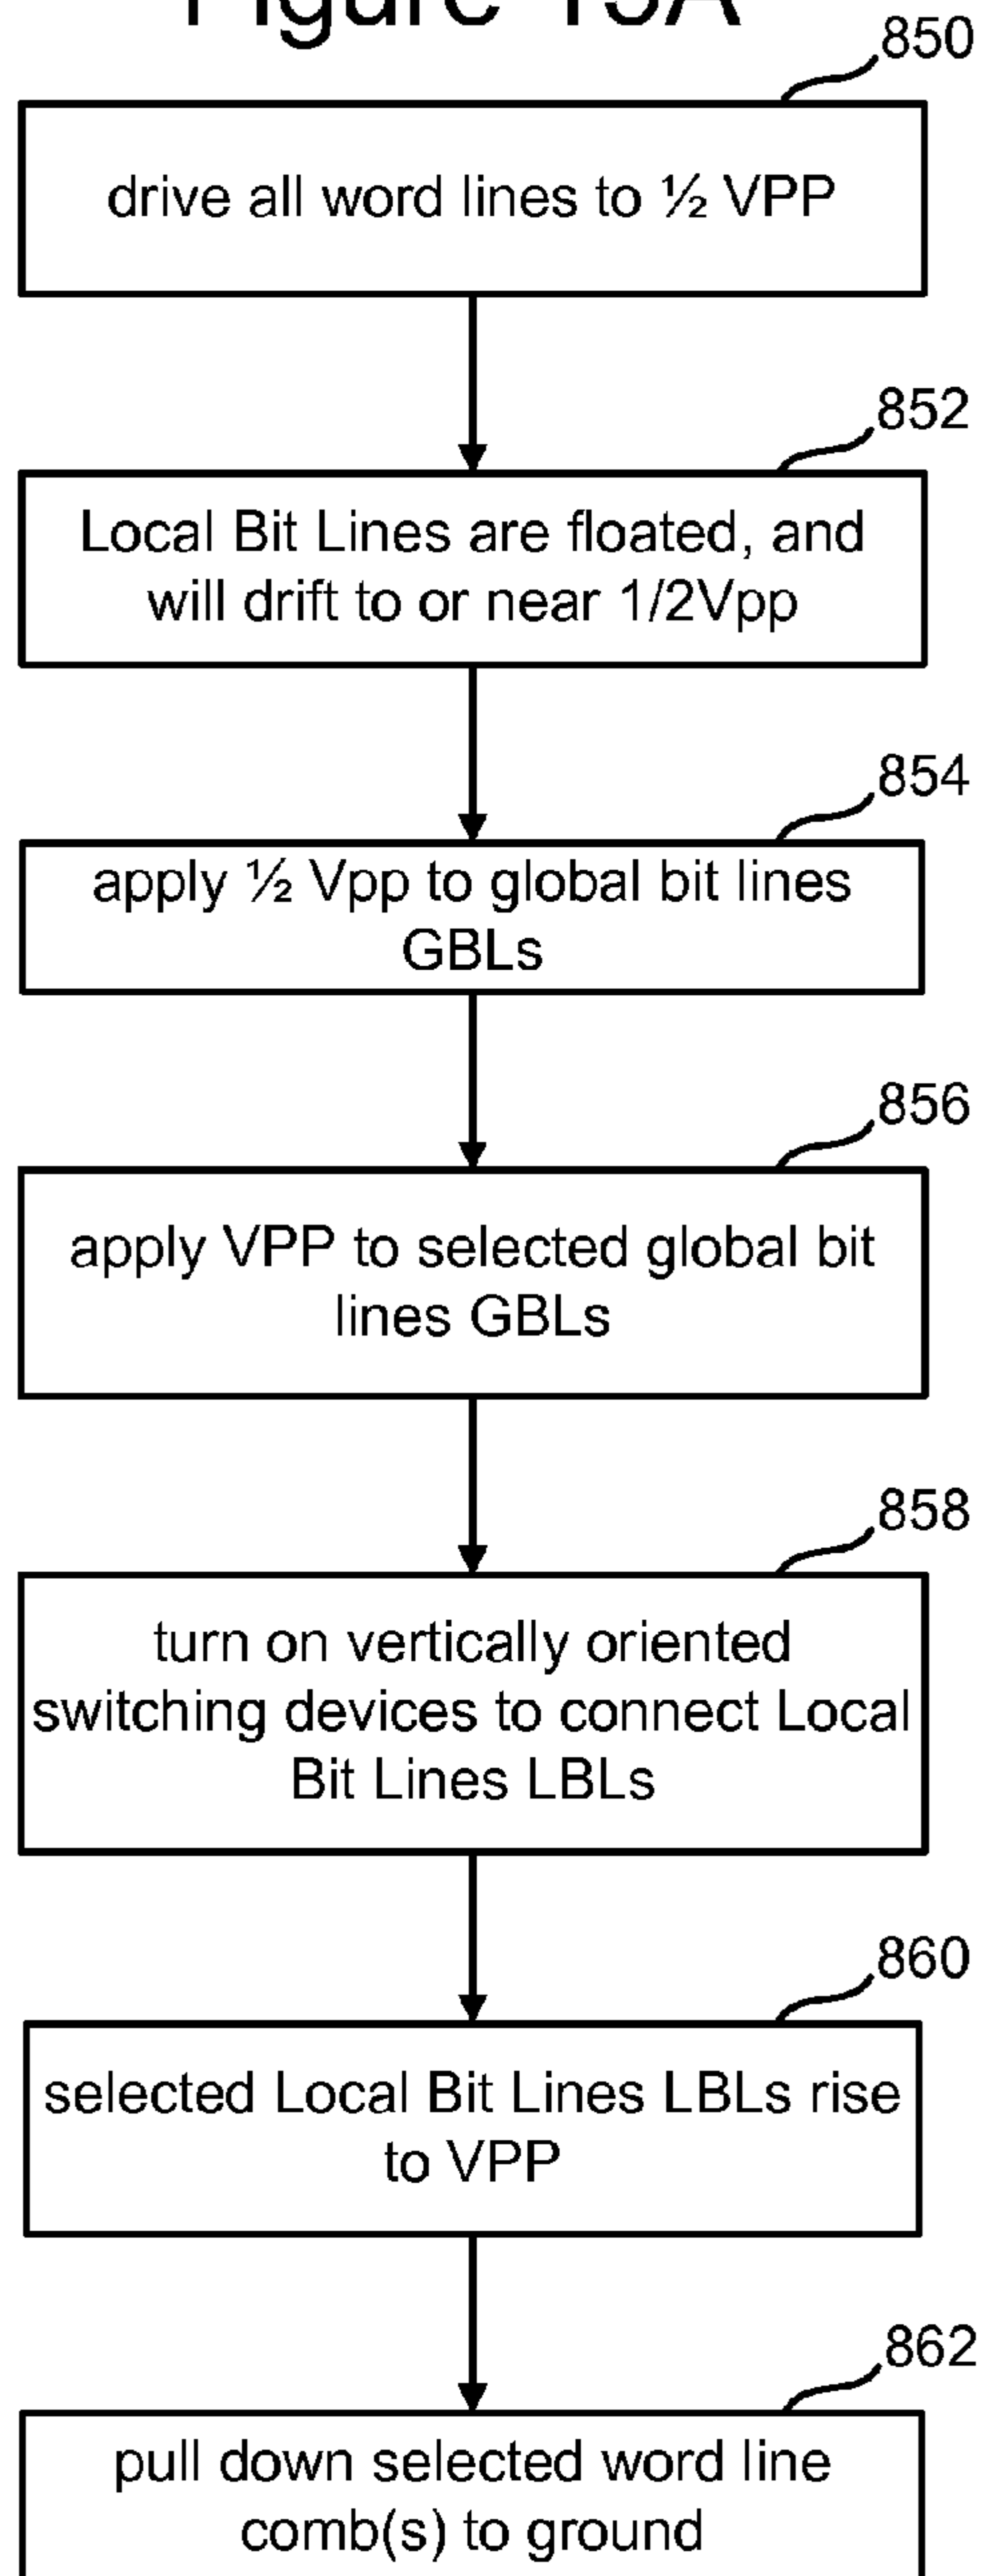 Figure 15A
850
drive all word lines to ½ VPP
852
Local Bit Lines are floated, and
will drift to or near 1/2Vpp
854
apply ½ Vpp to global bit lines
GBLs
856
apply VPP to selected global bit
lines GBLs
858
turn on vertically oriented
switching devices to connect Local
Bit Lines LBLs
860
selected Local Bit Lines LBLs rise
to VPP
862
pull down selected word line
comb(s) to ground